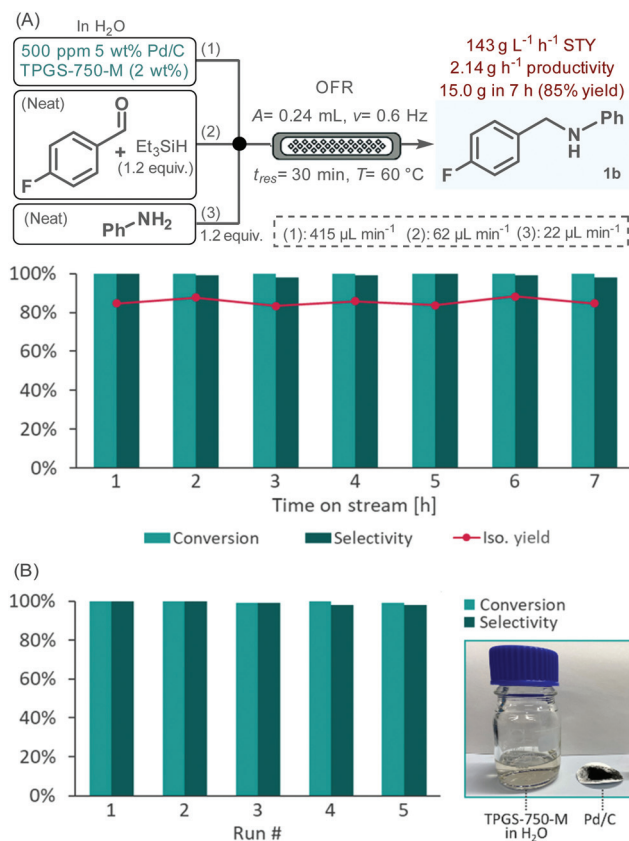 (A)
In H₂O
500 ppm 5 wt% Pd/C
TPGS-750-M (2 wt%)
(1)
(Neat)
O
F
+ Et₃SiH
(1.2 equiv.)
(2)
(Neat)
Ph NH₂
(3)
1.2 equiv.
OFR
A= 0.24 mL, ν= 0.6 Hz
t_res= 30 min, T= 60 °C
143 g L⁻¹ h⁻¹ STY
2.14 g h⁻¹ productivity
15.0 g in 7 h (85% yield)
F
N
H
Ph
1b
(1): 415 µL min⁻¹ (2): 62 µL min⁻¹ (3): 22 µL min⁻¹
100%
80%
60%
40%
20%
0%
1 2 3 4 5 6 7
Time on stream [h]
Conversion Selectivity Iso. yield
(B)
100%
80%
60%
40%
20%
0%
1 2 3 4 5
Run #
Conversion
Selectivity
TPGS-750-M
in H₂O
Pd/C